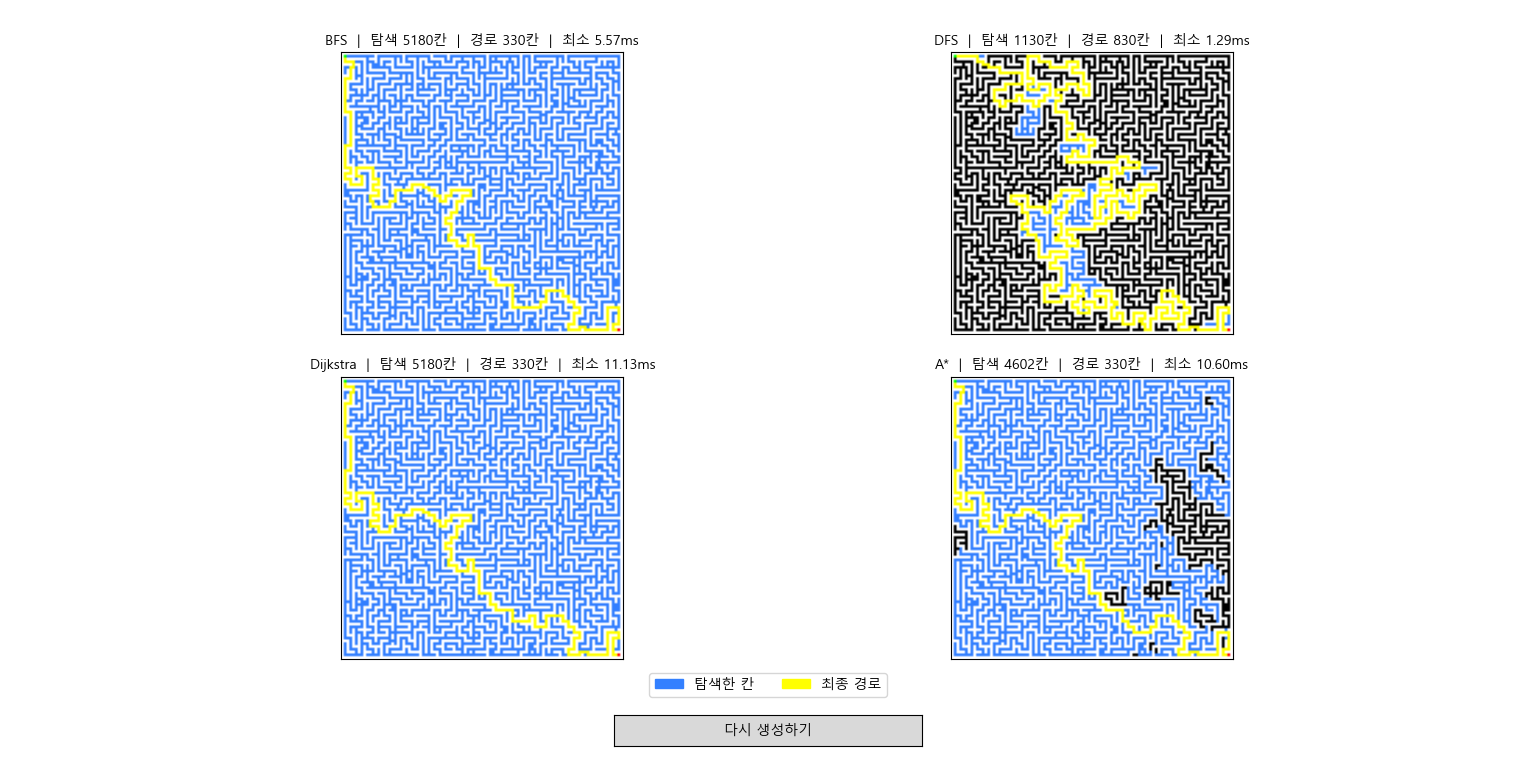 BFS | 탐색 5180칸 | 경로 330칸 | 최소 5.57ms
DFS | 탐색 1130칸 | 경로 830칸 | 최소 1.29ms
Dijkstra | 탐색 5180칸 | 경로 330칸 | 최소 11.13ms
A* | 탐색 4602칸 | 경로 330칸 | 최소 10.60ms
탐색한 칸 최종 경로
다시 생성하기